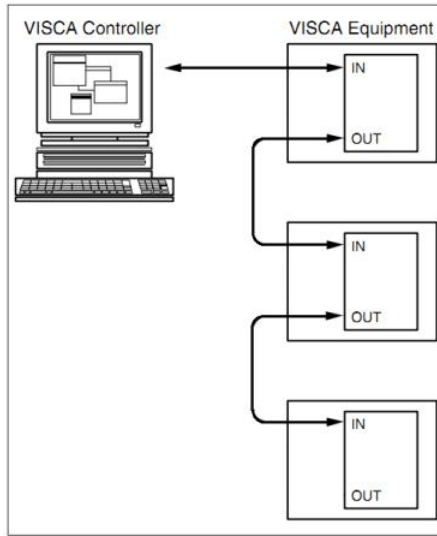 VISCA Controller
VISCA Equipment
IN
OUT
IN
OUT
IN
OUT